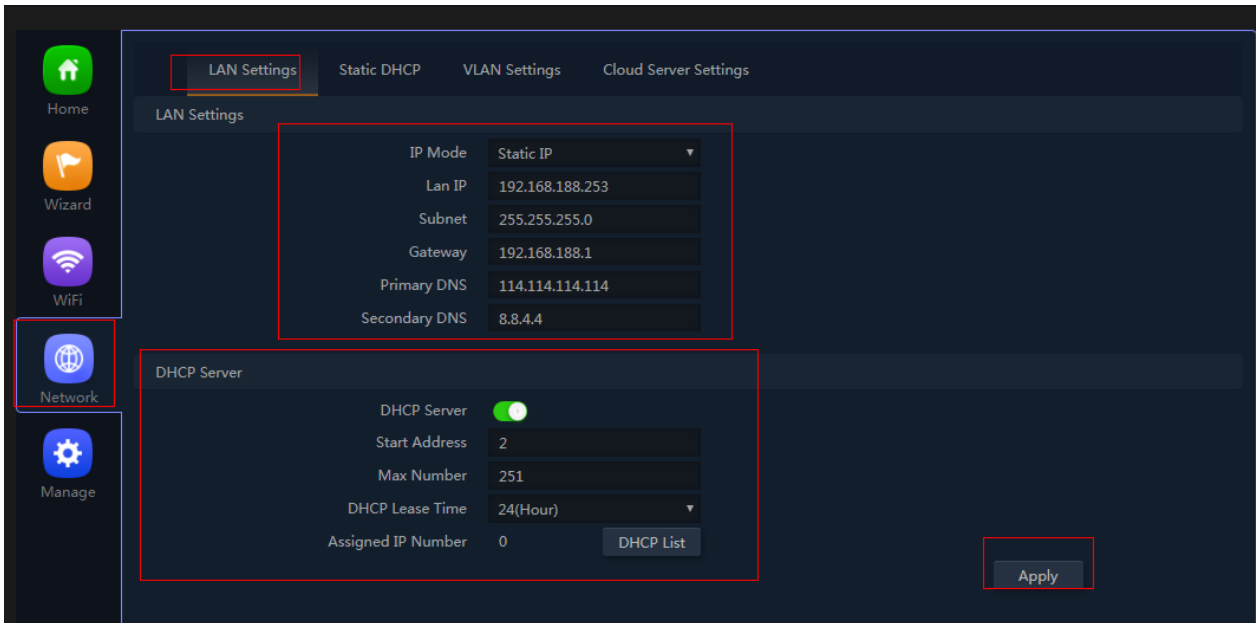 Home
Wizard
WiFi
Network
Manage
LAN Settings Static DHCP VLAN Settings Cloud Server Settings
LAN Settings
IP Mode Static IP
Lan IP 192.168.188.253
Subnet 255.255.255.0
Gateway 192.168.188.1
Primary DNS 114.114.114.114
Secondary DNS 8.8.4.4
DHCP Server
DHCP Server
Start Address 2
Max Number 251
DHCP Lease Time 24(Hour)
Assigned IP Number 0 DHCP List
Apply